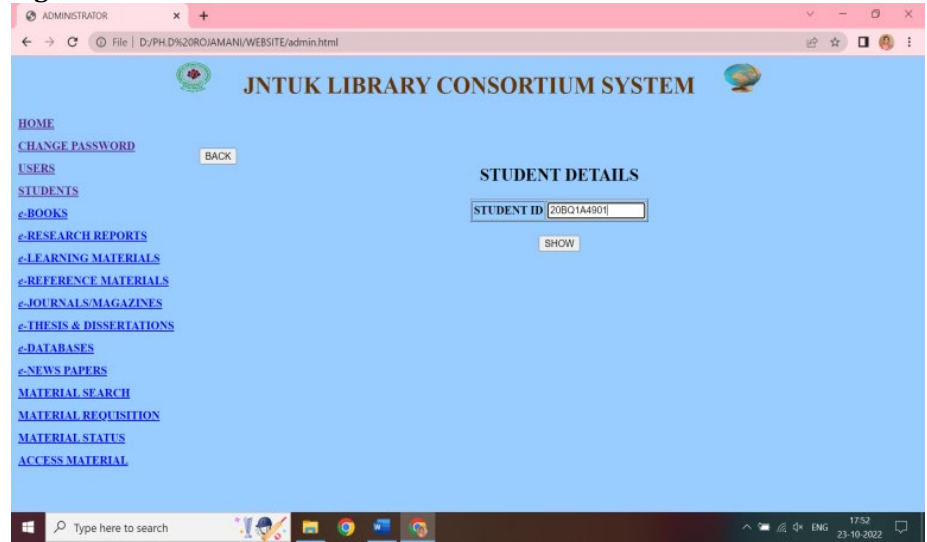 ADMINISTRATOR
File | D:/PH.D%20ROJAMANI/WEBSITE/admin.html
JNTUK LIBRARY CONSORTIUM SYSTEM
HOME
CHANGE PASSWORD
BACK
USERS
STUDENT DETAILS
STUDENTS
STUDENT ID 20BQ1A4901
e-BOOKS
e-RESEARCH REPORTS
SHOW
e-LEARNING MATERIALS
e-REFERENCE MATERIALS
e-JOURNALS/MAGAZINES
e-THESIS & DISSERTATIONS
e-DATABASES
e-NEWS PAPERS
MATERIAL SEARCH
MATERIAL REQUISITION
MATERIAL STATUS
ACCESS MATERIAL
Type here to search
ENG
17:52
23-10-2022